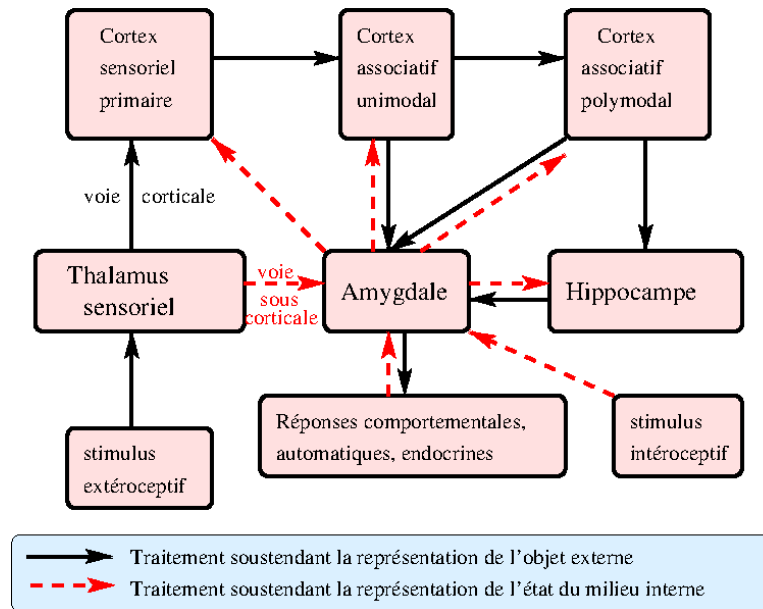 Cortex
sensoriel
primaire
Cortex
associatif
unimodal
Cortex
associatif
polymodal
voie corticale
Thalamus
sensoriel
voie
sous
corticale
Amygdale
Hippocampe
stimulus
extéroceptif
Réponses comportementales,
automatiques, endocrines
stimulus
intéroceptif
Traitement soustendant la représentation de l'objet externe
Traitement soustendant la représentation de l'état du milieu interne